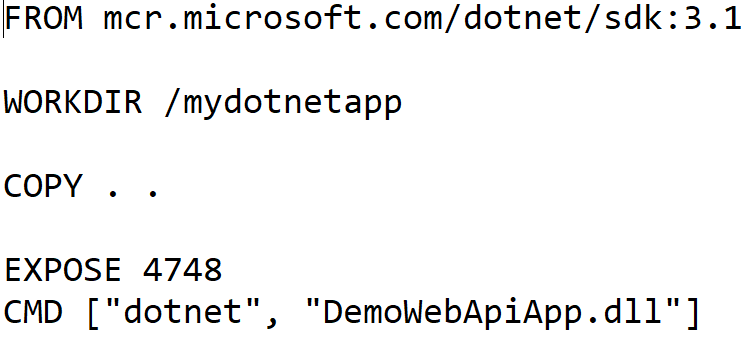 FROM mcr.microsoft.com/dotnet/sdk:3.1
WORKDIR /mydotnetapp
COPY . .
EXPOSE 4748
CMD ["dotnet", "DemoWebApiApp.dll"]